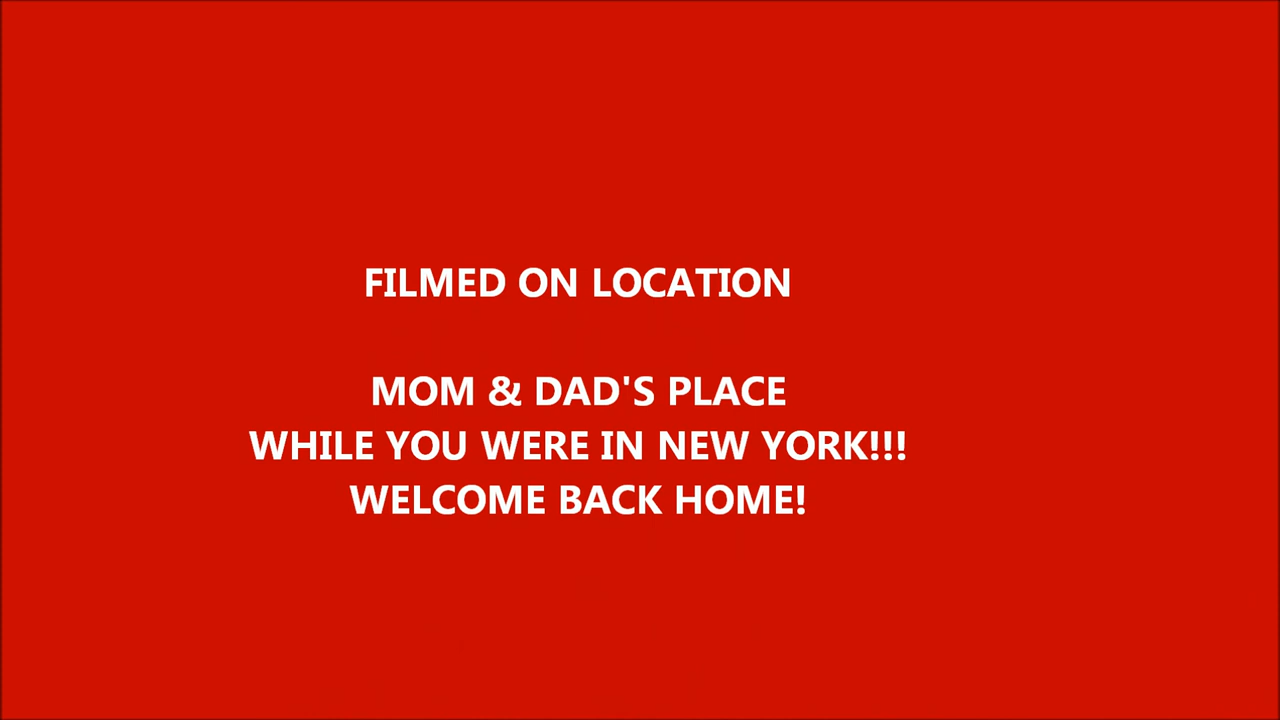 FILMED ON LOCATION
MOM & DAD'S PLACE
WHILE YOU WERE IN NEW YORK!!!
WELCOME BACK HOME!